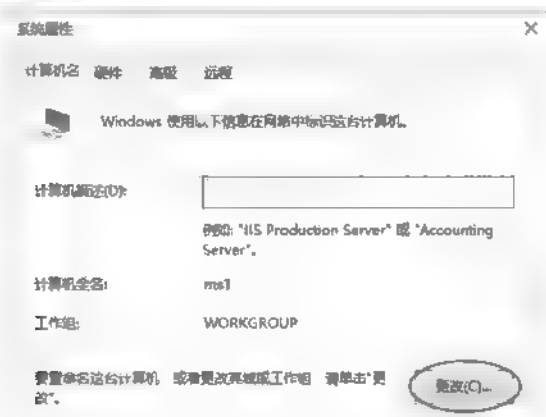 系统属性
计算机名 硬件 高级 远程
Windows 使用以下信息在网络中标识这台计算机。
计算机描述(D):
例如: "IIS Production Server" 或 "Accounting
Server"。
计算机全名: ms1
工作组: WORKGROUP
要重命名这台计算机，或者更改其域或工作组，请单击"更
改"。
更改(C)...